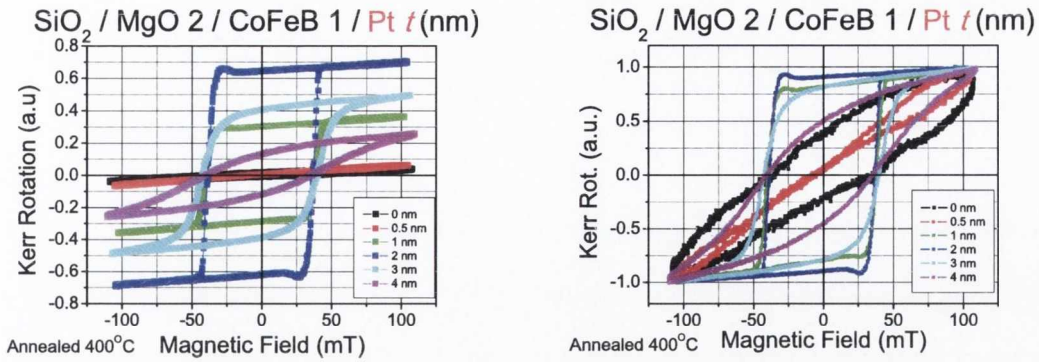 SiO2 / MgO 2 / CoFeB 1 / Pt t (nm)
0.8
0.6
0.4
0.2
0.0
-0.2
-0.4
-0.6
-0.8
Kerr Rotation (a.u)
0 nm
0.5 nm
1 nm
2 nm
3 nm
4 nm
-100 -50 0 50 100
Annealed 400°C Magnetic Field (mT)
SiO2 / MgO 2 / CoFeB 1 / Pt t (nm)
1.0
0.5
0.0
-0.5
-1.0
Kerr Rot. (a.u.)
0 nm
0.5 nm
1 nm
2 nm
3 nm
4 nm
-100 -50 0 50 100
Annealed 400°C Magnetic Field (mT)